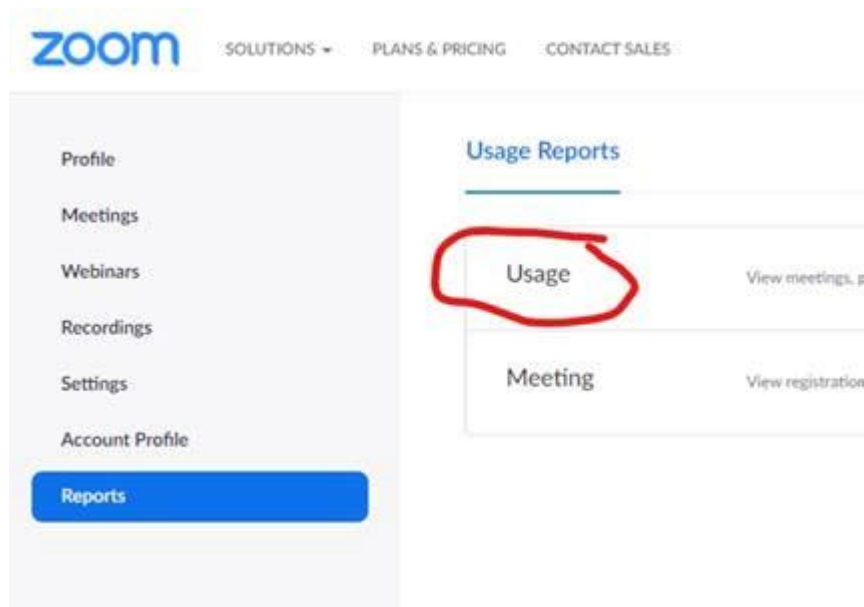 zoom SOLUTIONS PLANS & PRICING CONTACT SALES
Profile
Meetings
Webinars
Recordings
Settings
Account Profile
Reports
Usage Reports
Usage View meetings,
Meeting View registration